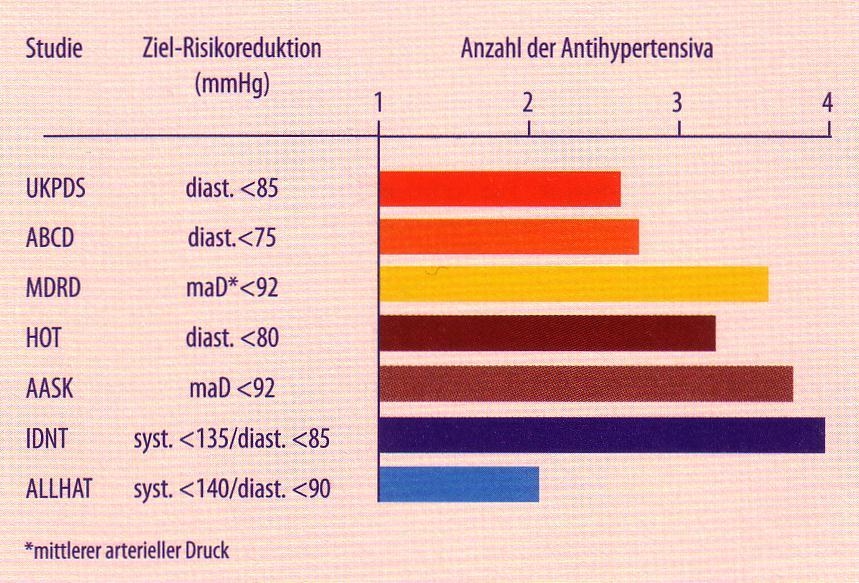 Studie Ziel-Risikoreduktion Anzahl der Antihypertensiva
(mmHg)
1 2 3 4
UKPDS diast. <85
ABCD diast.<75
MDRD maD*<92
HOT diast. <80
AASK maD <92
IDNT syst. <135/diast. <85
ALLHAT syst. <140/diast. <90
*mittlerer arterieller Druck